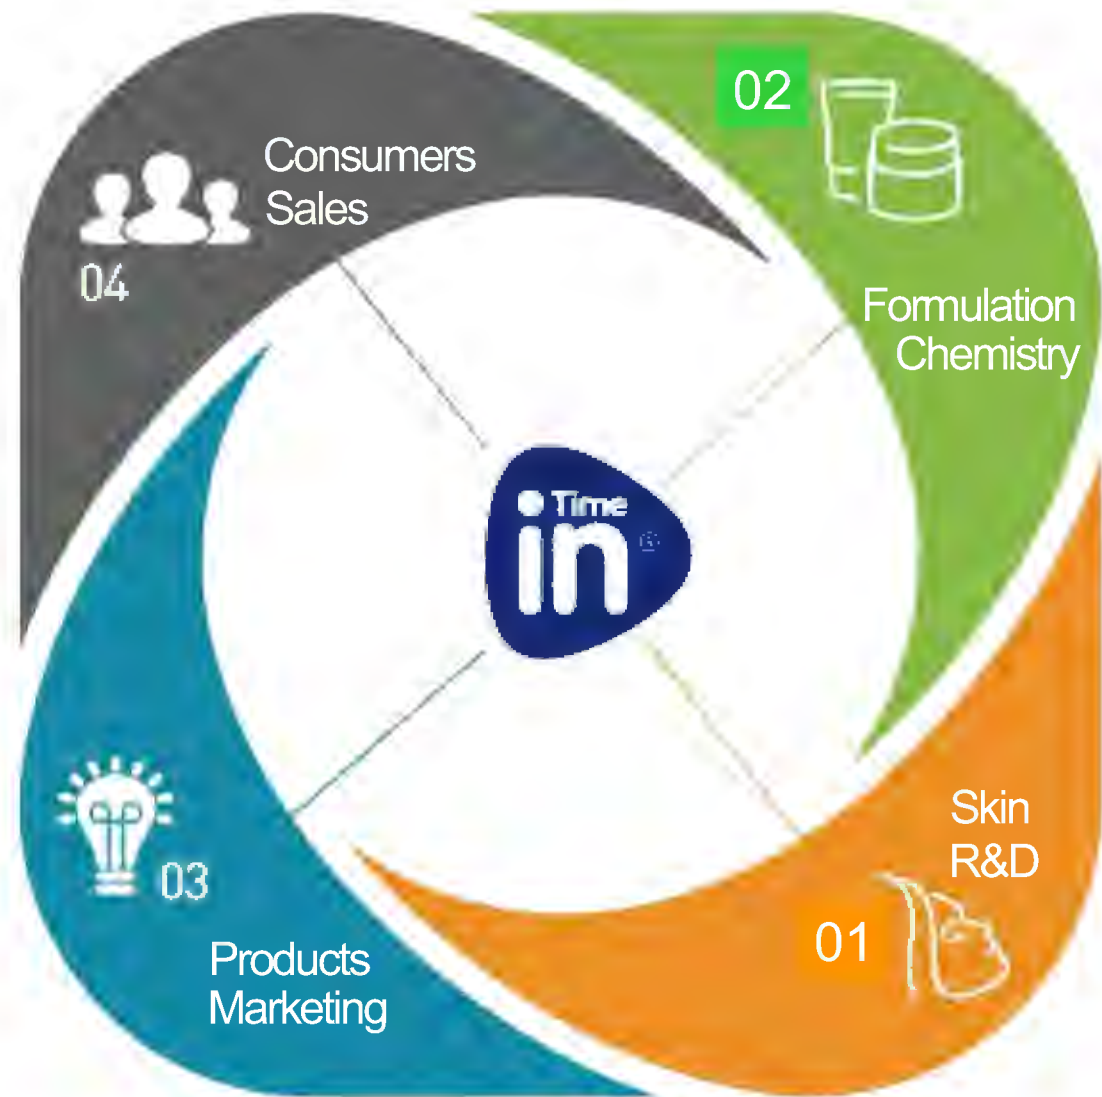 02
Consumers
Sales
04
Formulation
Chemistry
Time
in
Skin
R&D
03
01
Products
Marketing